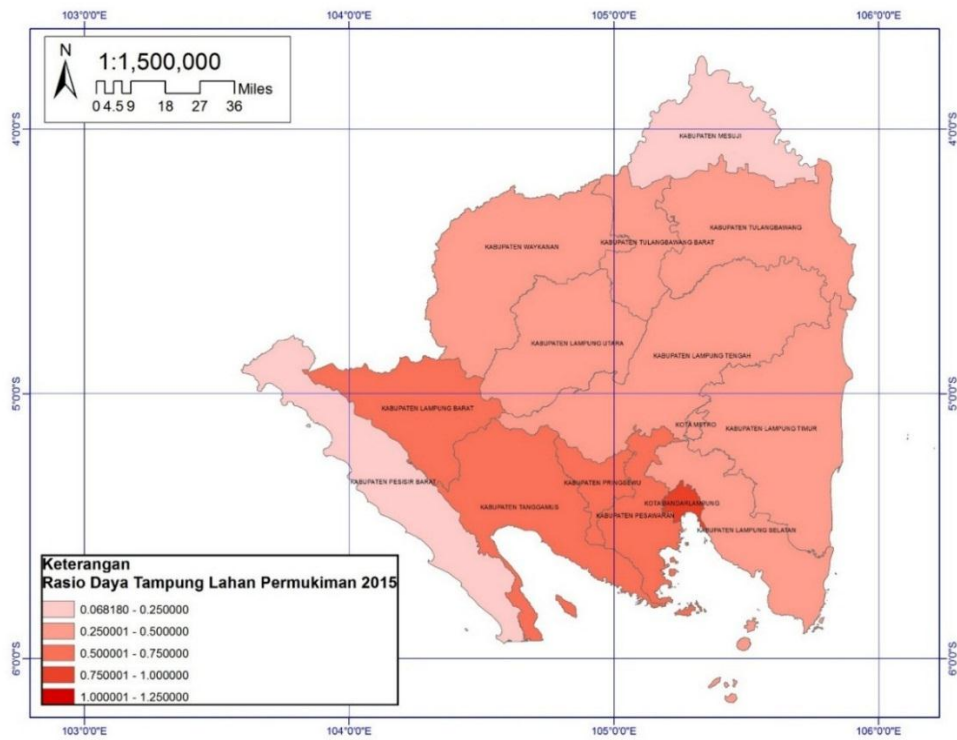 103°0'0"E 104°0'0"E 105°0'0"E 106°0'0"E
N
1:1,500,000
Miles
0 4.5 9 18 27 36
4°0'0"S 4°0'0"S
KABUPATEN MESUJI
KABUPATEN TULANGBAWANG
KABUPATEN TULANGBAWANG BARAT
KABUPATEN WAYKANAN
KABUPATEN LAMPUNG UTARA
KABUPATEN LAMPUNG TENGAH
5°0'0"S 5°0'0"S
KABUPATEN LAMPUNG BARAT
KOTA METRO
KABUPATEN LAMPUNG TIMUR
KABUPATEN PESISIR BARAT
KABUPATEN PRINGSEWU
KOTA BANDARLAMPUNG
KABUPATEN TANGGAMUS
KABUPATEN PESAWARAN
KABUPATEN LAMPUNG SELATAN
Keterangan
Rasio Daya Tampung Lahan Permukiman 2015
0.068180 - 0.250000
0.250001 - 0.500000
0.500001 - 0.750000
0.750001 - 1.000000
1.000001 - 1.250000
6°0'0"S 6°0'0"S
103°0'0"E 104°0'0"E 105°0'0"E 106°0'0"E